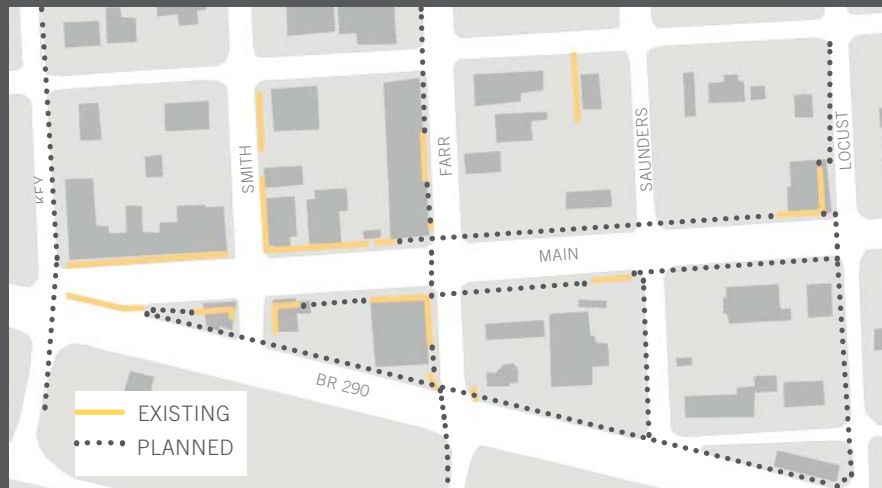 KEY
SMITH
FARR
SAUNDERS
LOCUST
MAIN
BR 290
EXISTING
PLANNED